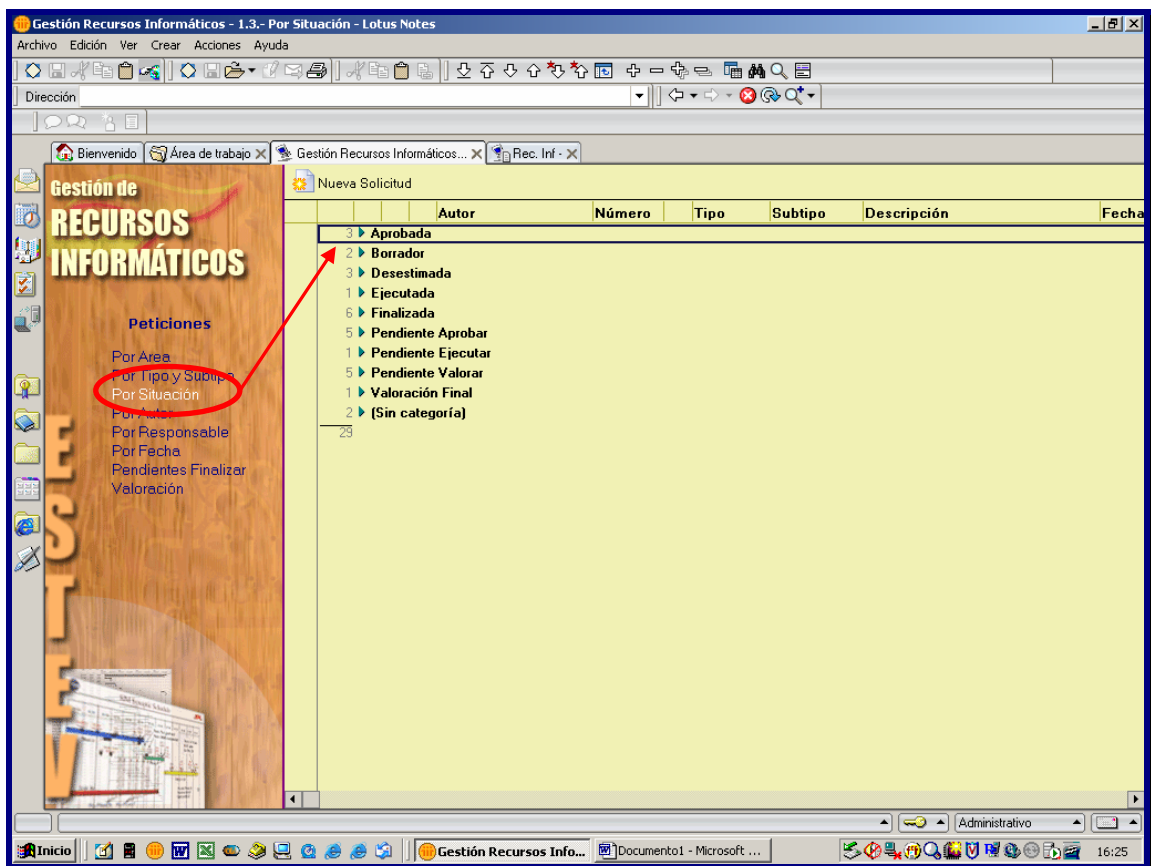 Gestión Recursos Informáticos - 1.3.- Por Situación - Lotus Notes
Archivo Edición Ver Crear Acciones Ayuda
Dirección
Bienvenido Área de trabajo Gestión Recursos Informáticos... Rec. Inf -
Gestión de
RECURSOS
INFORMÁTICOS
Peticiones
Por Area
Por Tipo y Subtipo
Por Situación
Por Autor
Por Responsable
Por Fecha
Pendientes Finalizar
Valoración
E
S
T
E
V
Nueva Solicitud
Autor Número Tipo Subtipo Descripción Fecha
3 Aprobada
2 Borrador
3 Desestimada
1 Ejecutada
6 Finalizada
5 Pendiente Aprobar
1 Pendiente Ejecutar
5 Pendiente Valorar
1 Valoración Final
2 (Sin categoría)
29
Administrativo
Inicio Gestión Recursos Info... Documento1 - Microsoft ... 16:25